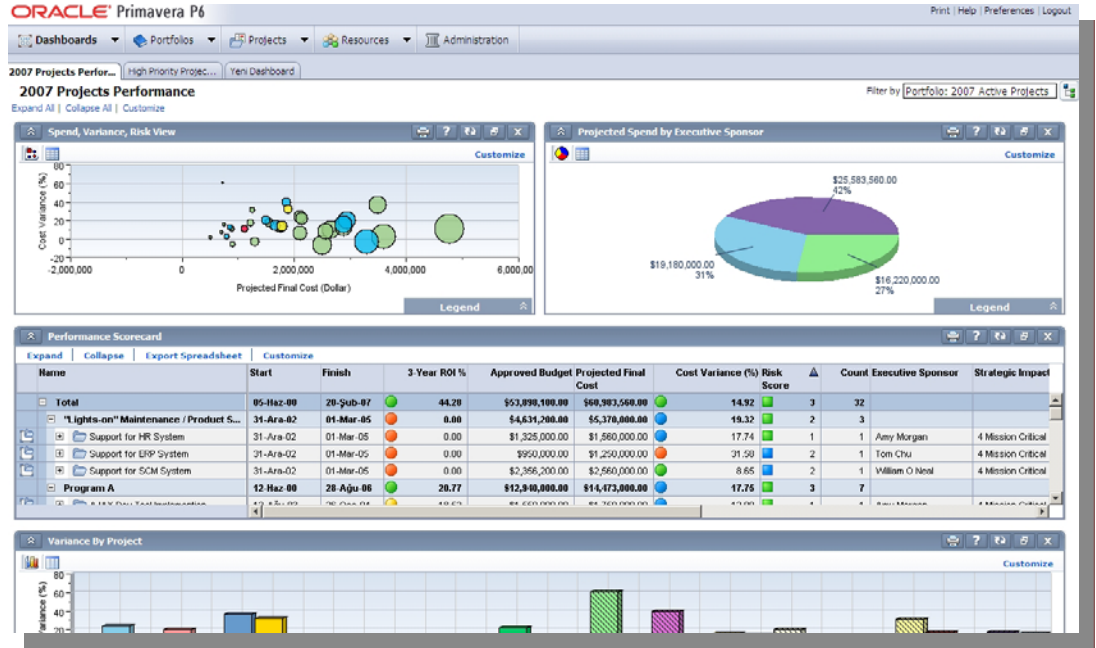 ORACLE Primavera P6
Print | Help | Preferences | Logout
Dashboards Portfolios Projects Resources Administration
2007 Projects Perfor... High Priority Projec... Yeni Dashboard
2007 Projects Performance
Filter by Portfolio: 2007 Active Projects
Expand All | Collapse All | Customize
Spend, Variance, Risk View
Customize
Cost Variance (%)
80
60
40
20
0
-20
-2,000,000 0 2,000,000 4,000,000 6,000,00
Projected Final Cost (Dollar)
Legend
Projected Spend by Executive Sponsor
Customize
$25,583,560.00
42%
$19,180,000.00
31%
$16,220,000.00
27%
Legend
Performance Scorecard
Expand | Collapse | Export Spreadsheet | Customize
Name Start Finish 3-Year ROI % Approved Budget Projected Final Cost Cost Variance (%) Risk Score Count Executive Sponsor Strategic Impact
Total 05-Haz-00 20-Şub-07 44.28 $53,898,100.00 $60,983,560.00 14.92 3 32
"Lights-on" Maintenance / Product S... 31-Ara-02 01-Mar-05 0.00 $4,631,200.00 $5,370,000.00 19.32 2 3
Support for HR System 31-Ara-02 01-Mar-05 0.00 $1,325,000.00 $1,560,000.00 17.74 1 1 Amy Morgan 4 Mission Critical
Support for ERP System 31-Ara-02 01-Mar-05 0.00 $950,000.00 $1,250,000.00 31.58 2 1 Tom Chu 4 Mission Critical
Support for SCM System 31-Ara-02 01-Mar-05 0.00 $2,356,200.00 $2,560,000.00 8.65 2 1 William O Neal 4 Mission Critical
Program A 12-Haz-00 28-Ağu-06 20.77 $12,940,000.00 $14,473,000.00 17.75 3 7
Variance By Project
Customize
80
60
40
20